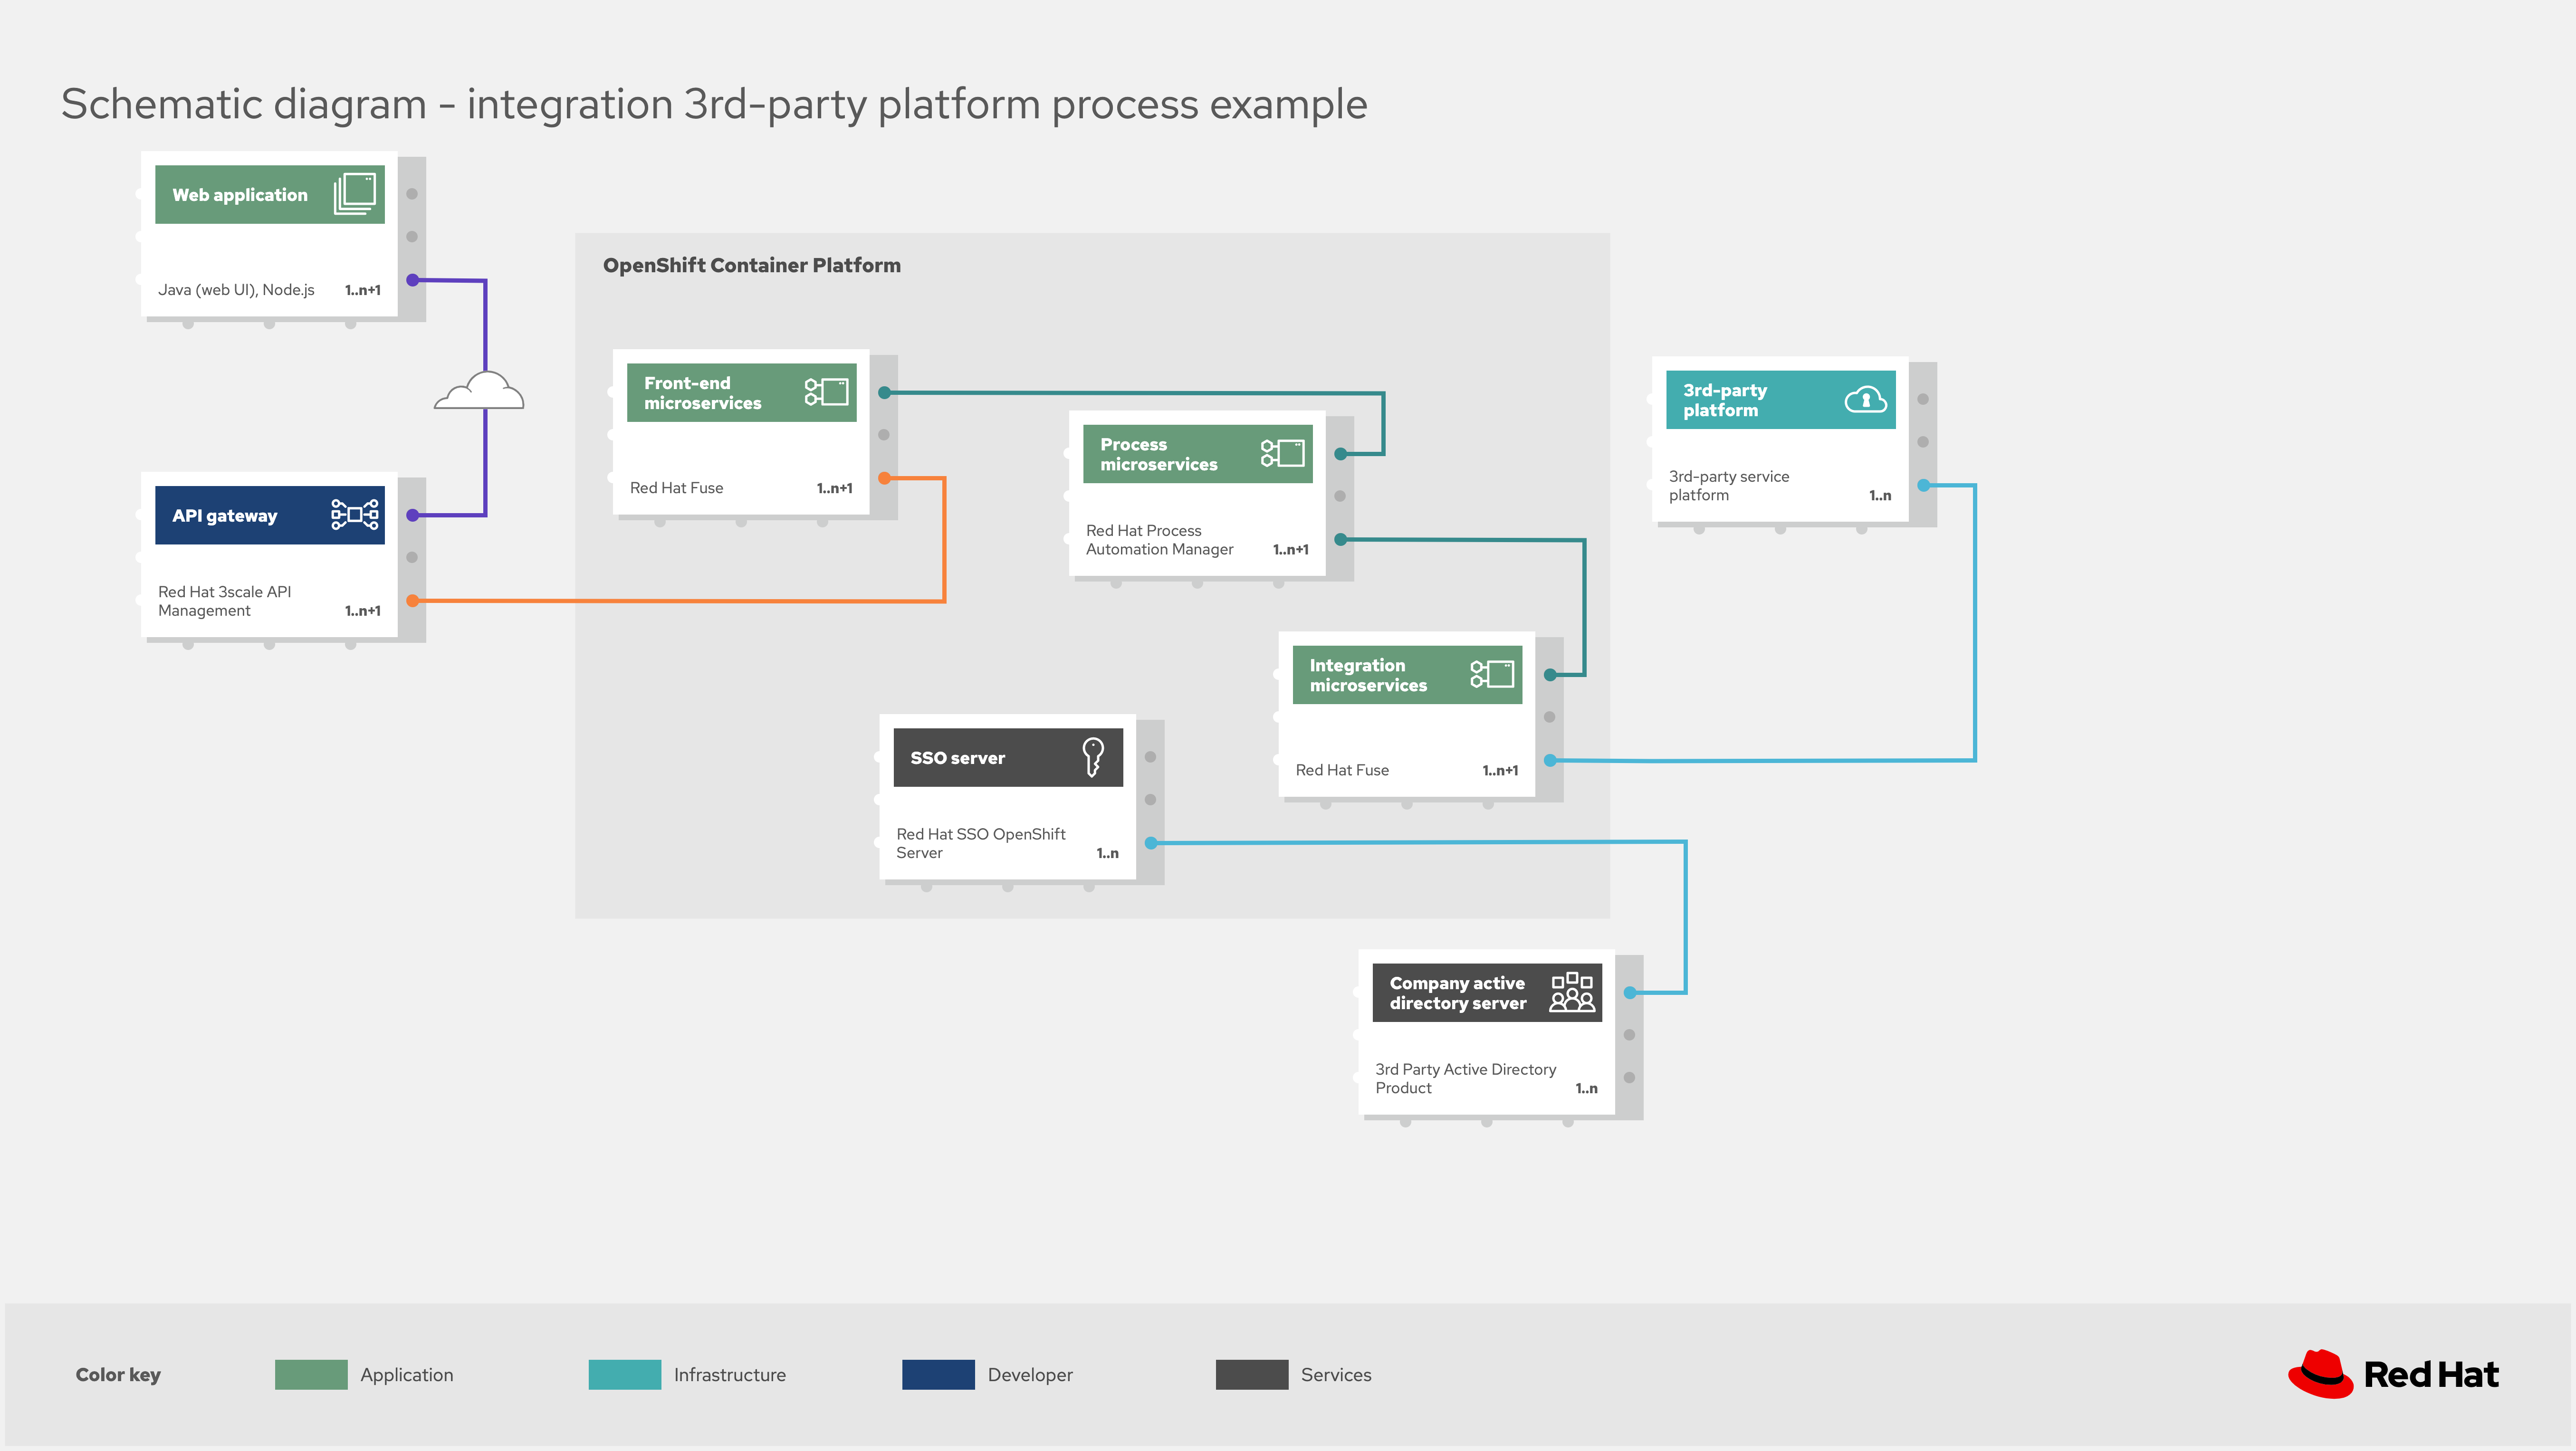 Schematic diagram - integration 3rd-party platform process example
Web application
Java (web UI), Node.js 1..n+1
API gateway
Red Hat 3scale API
Management 1..n+1
OpenShift Container Platform
Front-end
microservices
Red Hat Fuse 1..n+1
Process
microservices
Red Hat Process
Automation Manager 1..n+1
Integration
microservices
Red Hat Fuse 1..n+1
SSO server
Red Hat SSO OpenShift
Server 1..n
3rd-party
platform
3rd-party service
platform 1..n
Company active
directory server
3rd Party Active Directory
Product 1..n
Color key
Application
Infrastructure
Developer
Services
Red Hat